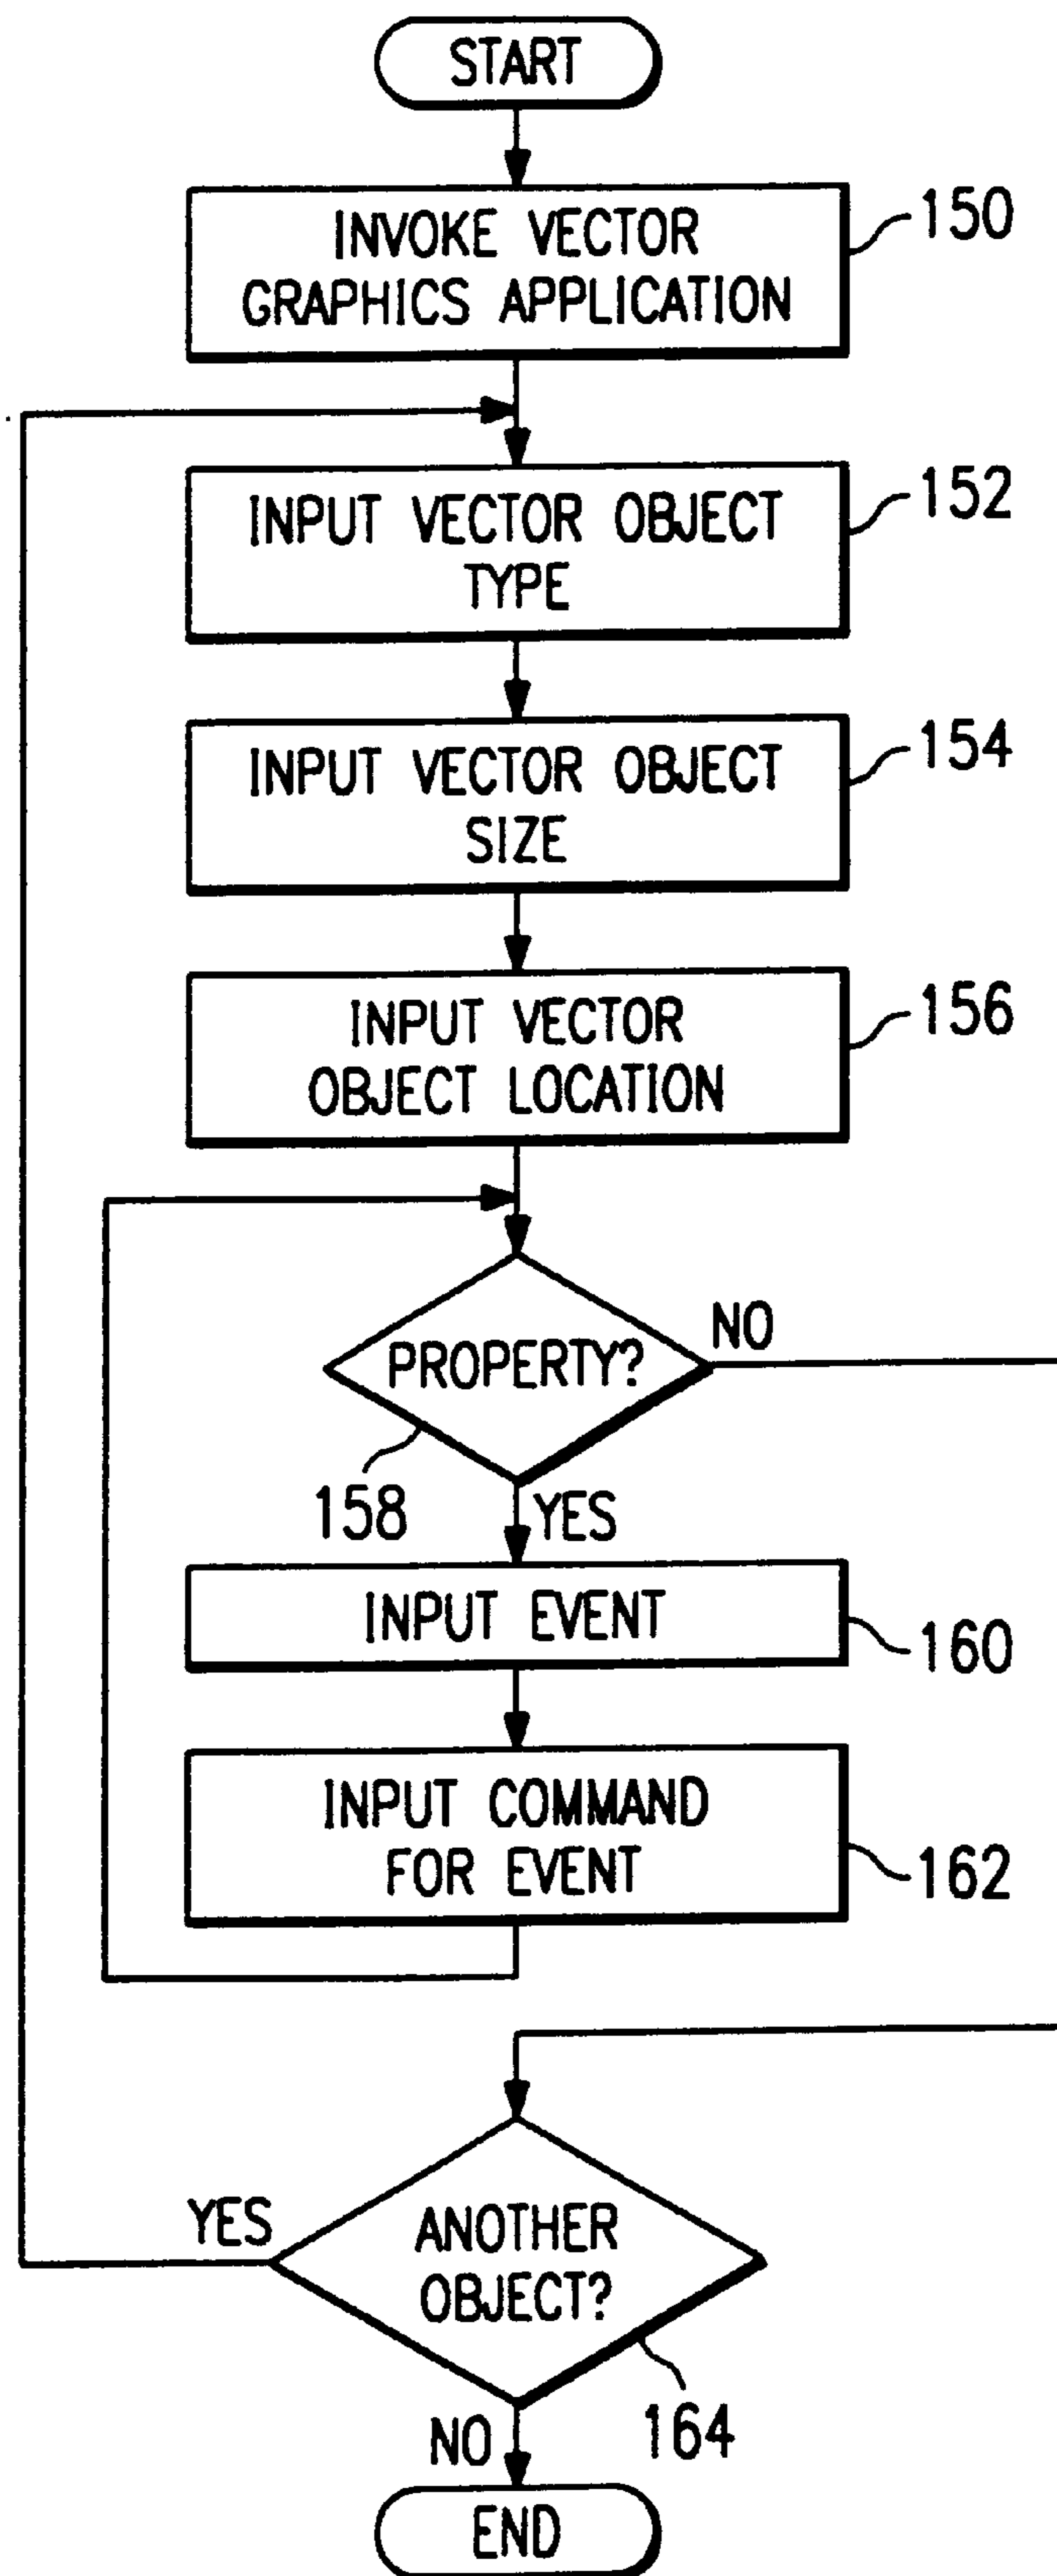 START
INVOKE VECTOR
GRAPHICS APPLICATION
150
INPUT VECTOR OBJECT
TYPE
152
INPUT VECTOR OBJECT
SIZE
154
INPUT VECTOR
OBJECT LOCATION
156
PROPERTY?
NO
158
YES
INPUT EVENT
160
INPUT COMMAND
FOR EVENT
162
YES
ANOTHER
OBJECT?
164
NO
END